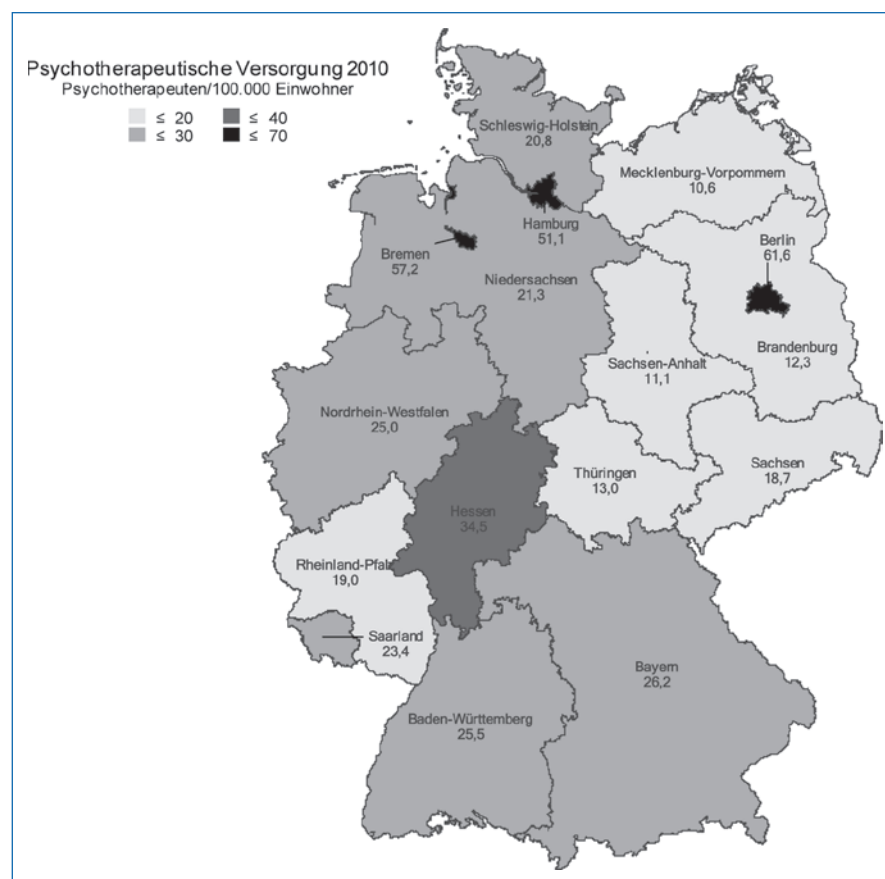 Psychotherapeutische Versorgung 2010
Psychotherapeuten/100.000 Einwohner
≤ 20 ≤ 40
≤ 30 ≤ 70
Schleswig-Holstein
20,8
Mecklenburg-Vorpommern
10,6
Hamburg
51,1
Bremen
57,2
Berlin
61,6
Niedersachsen
21,3
Brandenburg
12,3
Sachsen-Anhalt
11,1
Nordrhein-Westfalen
25,0
Thüringen
13,0
Sachsen
18,7
Hessen
34,5
Rheinland-Pfalz
19,0
Saarland
23,4
Bayern
26,2
Baden-Württemberg
25,5